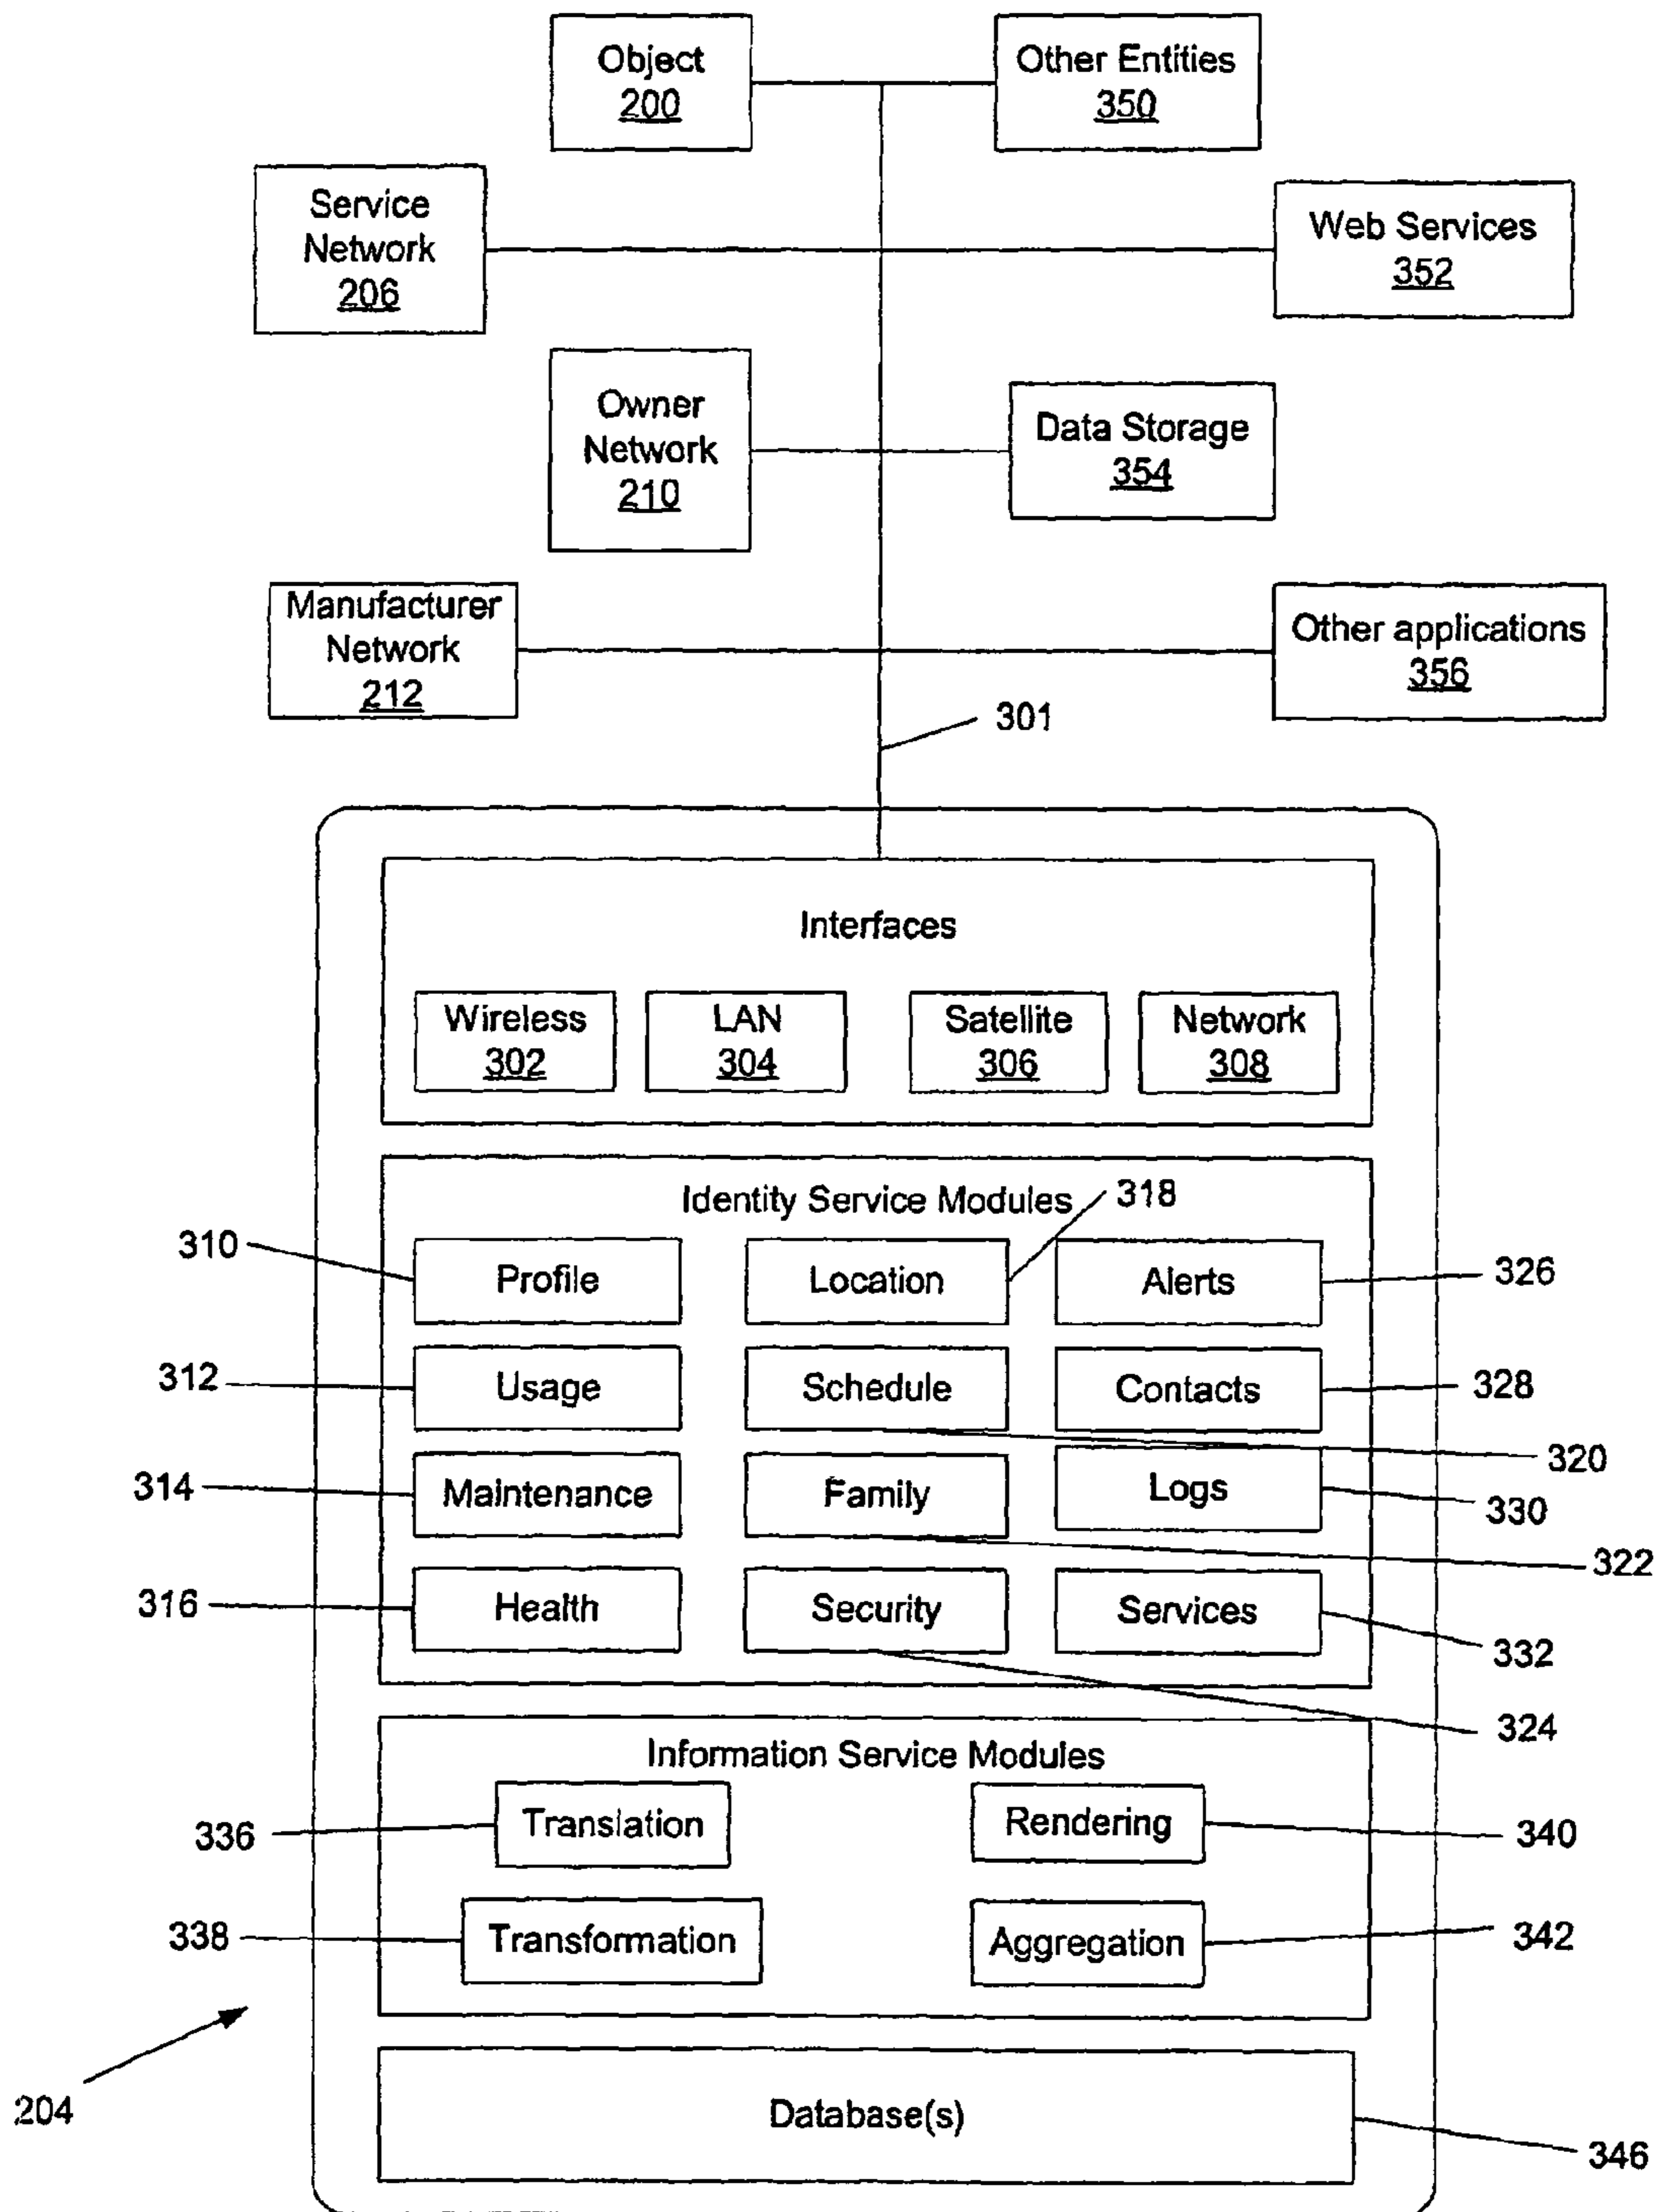 Object
200
Other Entities
350
Service
Network
206
Web Services
352
Owner
Network
210
Data Storage
354
Manufacturer
Network
212
Other applications
356
301
Interfaces
Wireless
302
LAN
304
Satellite
306
Network
308
Identity Service Modules
318
310
Profile
Location
Alerts
326
312
Usage
Schedule
Contacts
328
320
314
Maintenance
Family
Logs
330
322
316
Health
Security
Services
332
324
Information Service Modules
336
Translation
Rendering
340
338
Transformation
Aggregation
342
204
Database(s)
346